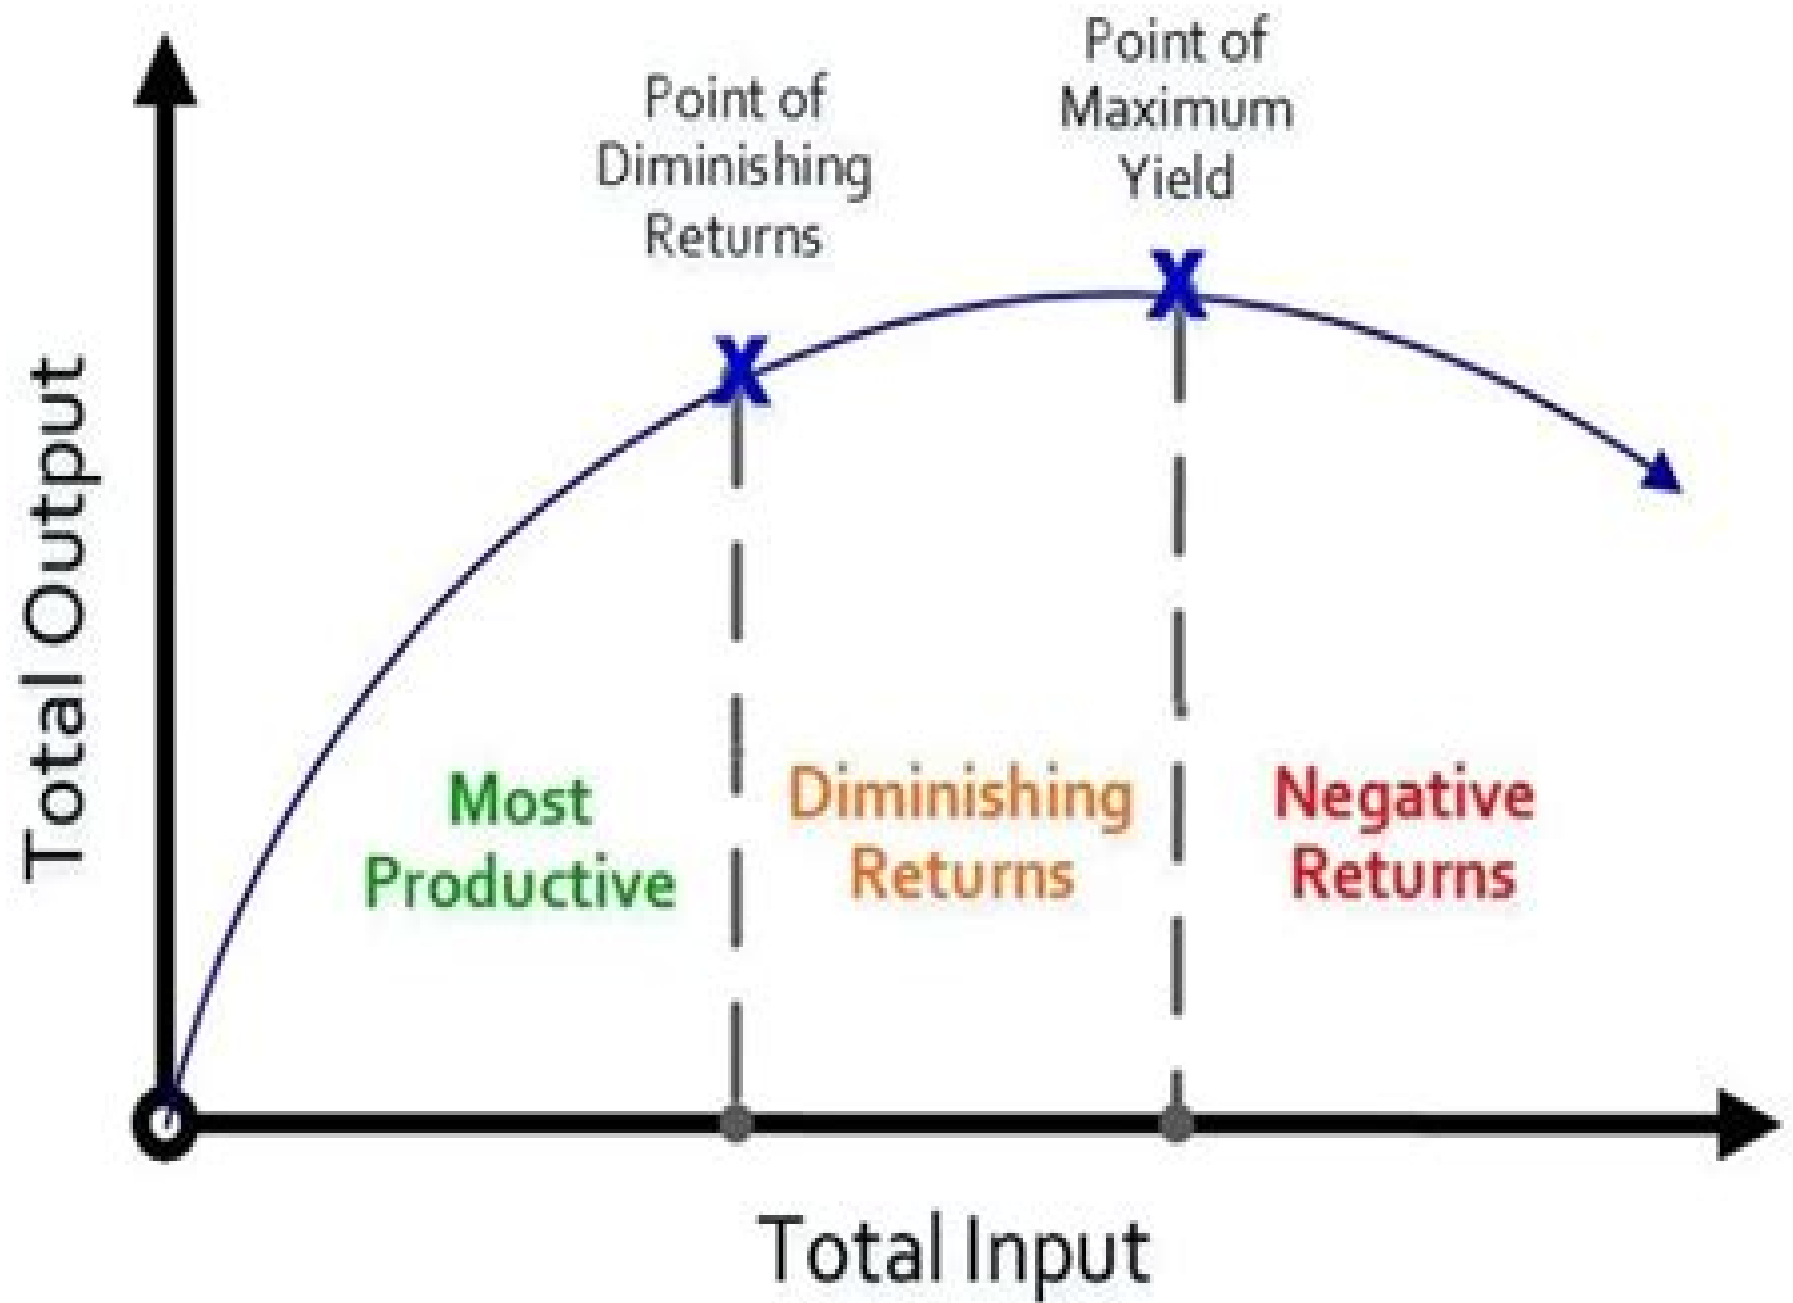 Point of
Diminishing
Returns
Point of
Maximum
Yield
X
X
Total Output
Most
Productive
Diminishing
Returns
Negative
Returns
Total Input